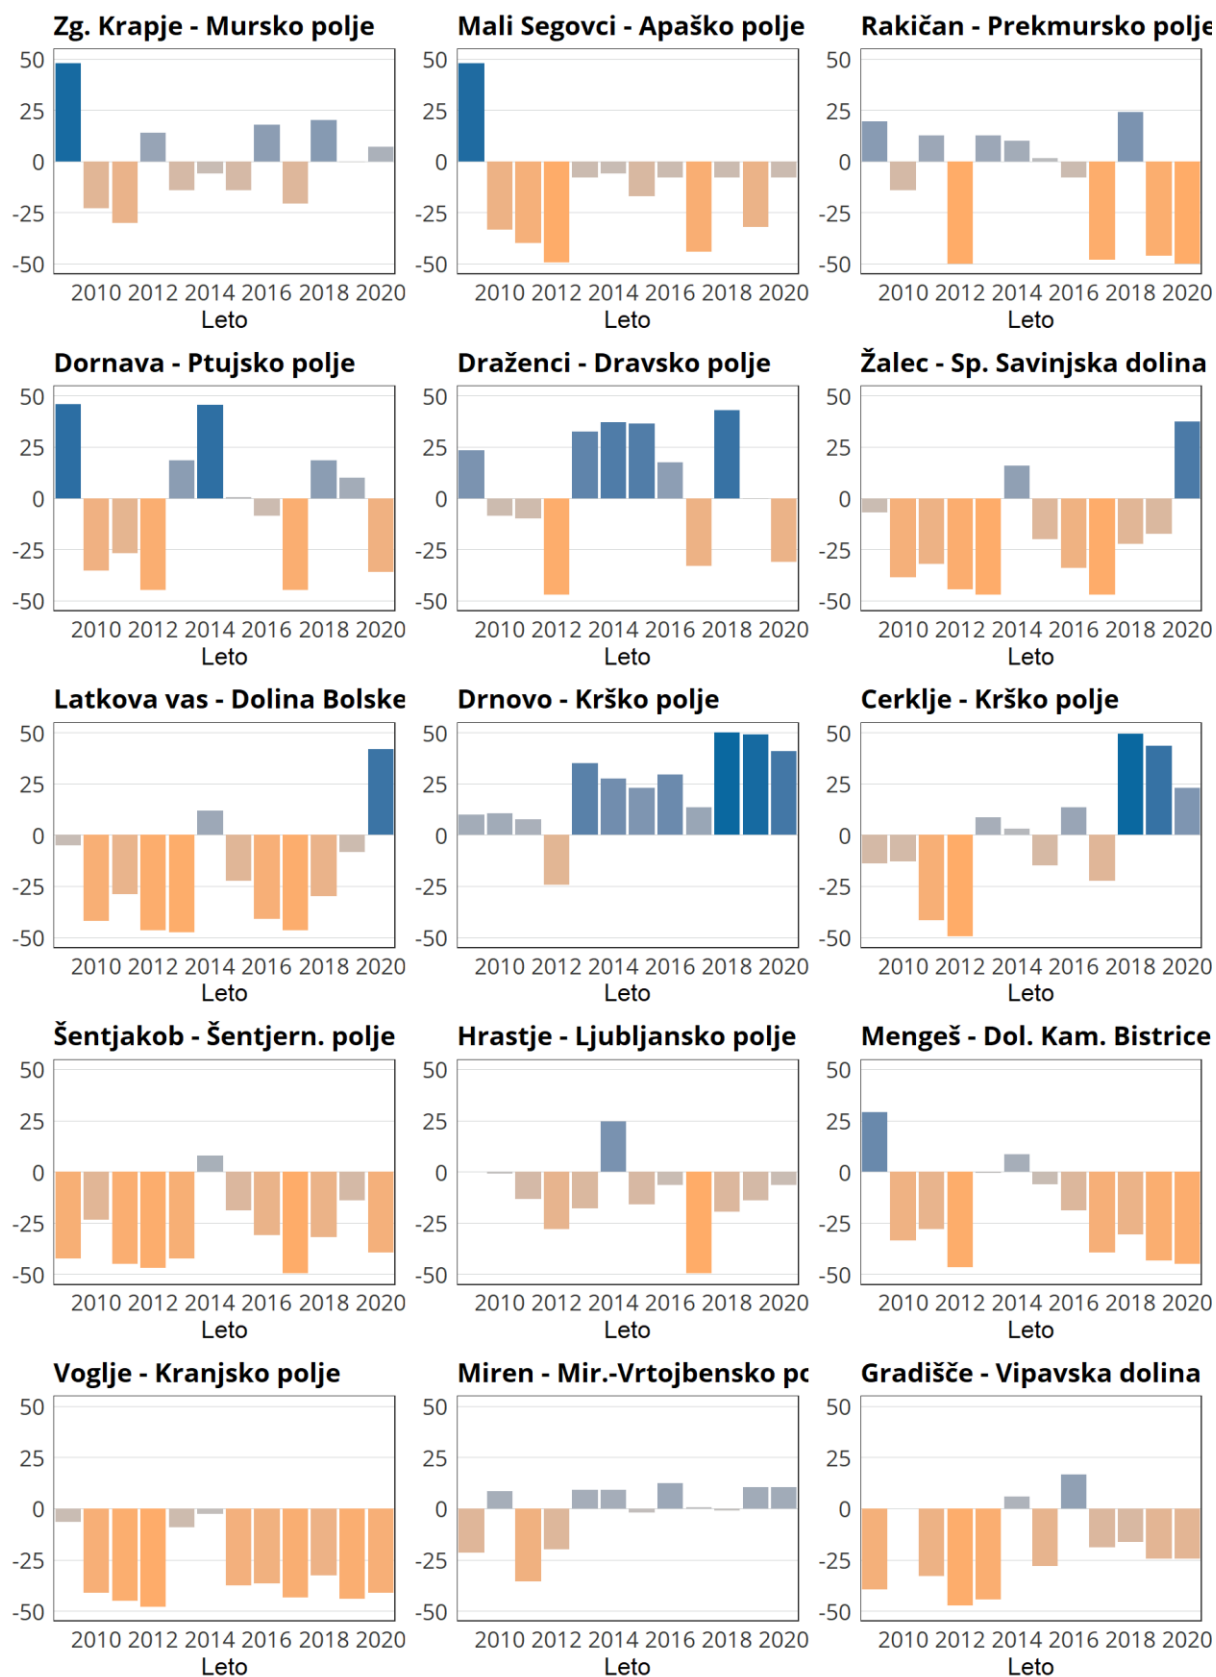 Zg. Krapje - Mursko polje
50
25
0
-25
-50
2010 2012 2014 2016 2018 2020
Leto
Mali Segovci - Apaško polje
50
25
0
-25
-50
2010 2012 2014 2016 2018 2020
Leto
Rakičan - Prekmursko polje
50
25
0
-25
-50
2010 2012 2014 2016 2018 2020
Leto
Dornava - Ptujsko polje
50
25
0
-25
-50
2010 2012 2014 2016 2018 2020
Leto
Draženci - Dravsko polje
50
25
0
-25
-50
2010 2012 2014 2016 2018 2020
Leto
Žalec - Sp. Savinjska dolina
50
25
0
-25
-50
2010 2012 2014 2016 2018 2020
Leto
Latkova vas - Dolina Bolske
50
25
0
-25
-50
2010 2012 2014 2016 2018 2020
Leto
Drnovo - Krško polje
50
25
0
-25
-50
2010 2012 2014 2016 2018 2020
Leto
Cerklje - Krško polje
50
25
0
-25
-50
2010 2012 2014 2016 2018 2020
Leto
Šentjakob - Šentjern. polje
50
25
0
-25
-50
2010 2012 2014 2016 2018 2020
Leto
Hrastje - Ljubljansko polje
50
25
0
-25
-50
2010 2012 2014 2016 2018 2020
Leto
Mengeš - Dol. Kam. Bistrice
50
25
0
-25
-50
2010 2012 2014 2016 2018 2020
Leto
Voglje - Kranjsko polje
50
25
0
-25
-50
2010 2012 2014 2016 2018 2020
Leto
Miren - Mir.-Vrtojbensko po
50
25
0
-25
-50
2010 2012 2014 2016 2018 2020
Leto
Gradišče - Vipavska dolina
50
25
0
-25
-50
2010 2012 2014 2016 2018 2020
Leto